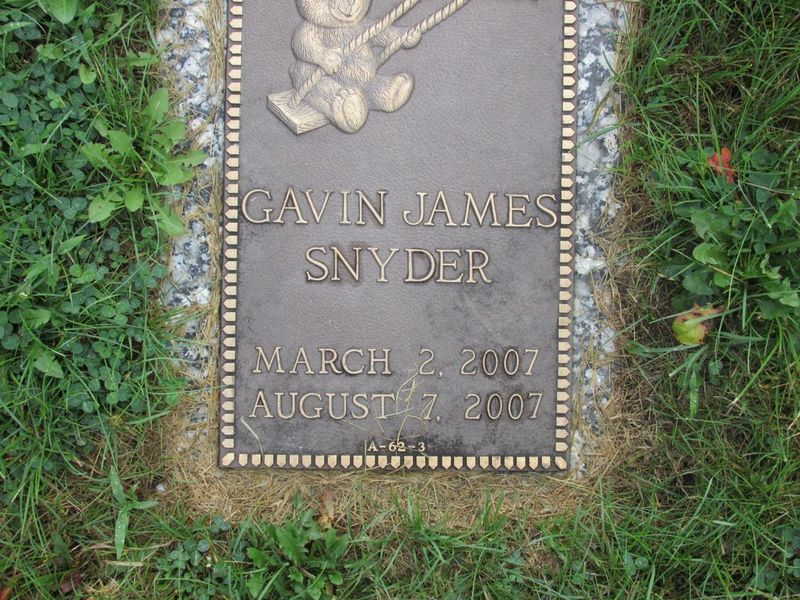 GAVIN JAMES
SNYDER
MARCH 2, 2007
AUGUST 7, 2007
A-62-3